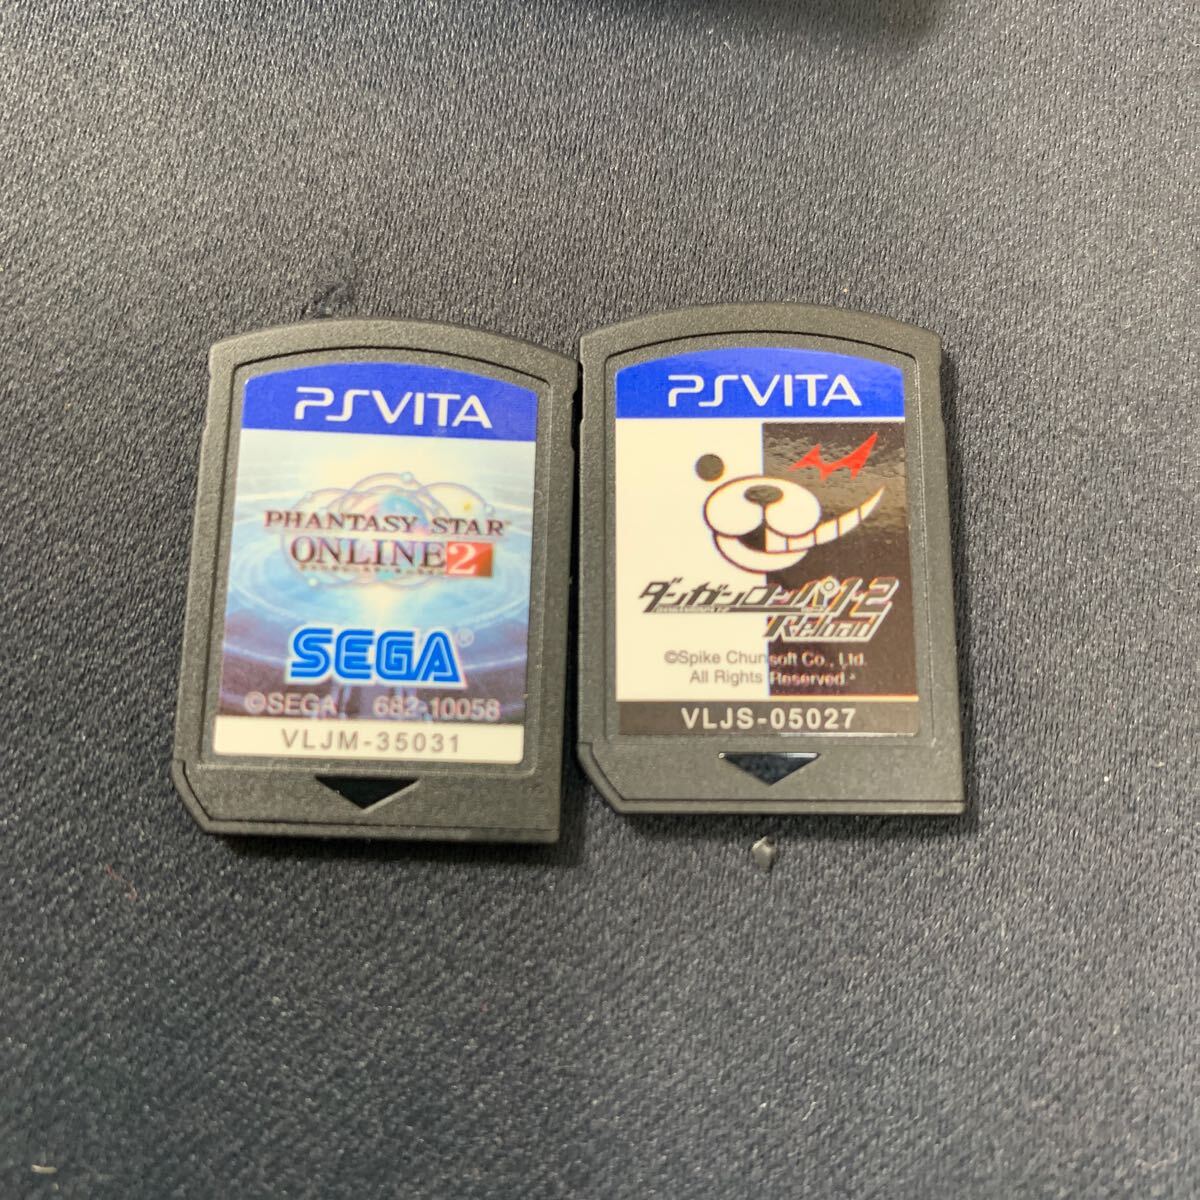 PSVITA
PHANTASY STAR
ONLINE 2
SEGA®
©SEGA 682-10058
VLJM-35031
PSVITA
ダンガンロンパ 1・2
Reload
©Spike Chunsoft Co., Ltd.
All Rights Reserved.
VLJS-05027